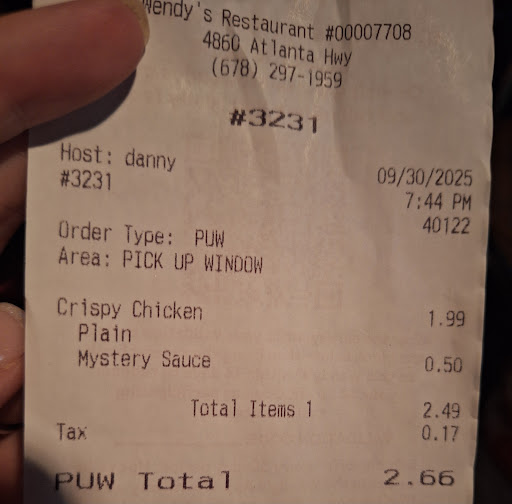 Wendy's Restaurant #00007708
4860 Atlanta Hwy
(678) 297-1959
#3231
Host: danny 09/30/2025
#3231 7:44 PM
40122
Order Type: PUW
Area: PICK UP WINDOW
Crispy Chicken 1.99
Plain
Mystery Sauce 0.50
Total Items 1 2.49
Tax 0.17
PUW Total 2.66